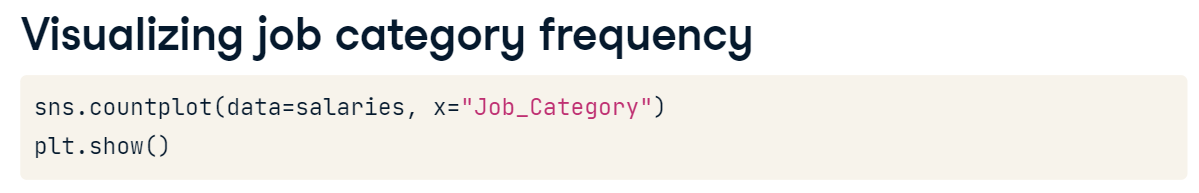 Visualizing job category frequency
sns.countplot(data=salaries, x="Job_Category")
plt.show()